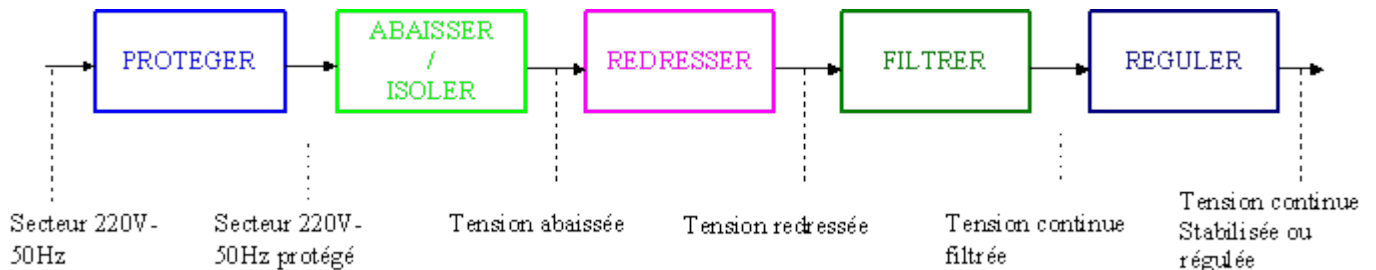 PROTEGER
ABAISSER
/
ISOLER
REDRESSER
FILTRER
REGULER
Secteur 220V-
50Hz
Secteur 220V-
50Hz protégé
Tension abaissée
Tension redressée
Tension continue
filtrée
Tension continue
Stabilisée ou
régulée